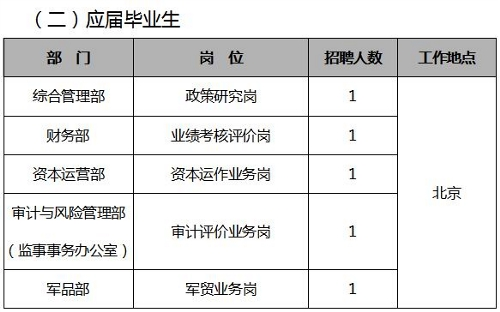 （二）应届毕业生
部 门 岗 位 招聘人数 工作地点
综合管理部 政策研究岗 1
财务部 业绩考核评价岗 1
资本运营部 资本运作业务岗 1
北京
审计与风险管理部
（监事事务办公室） 审计评价业务岗 1
军品部 军贸业务岗 1